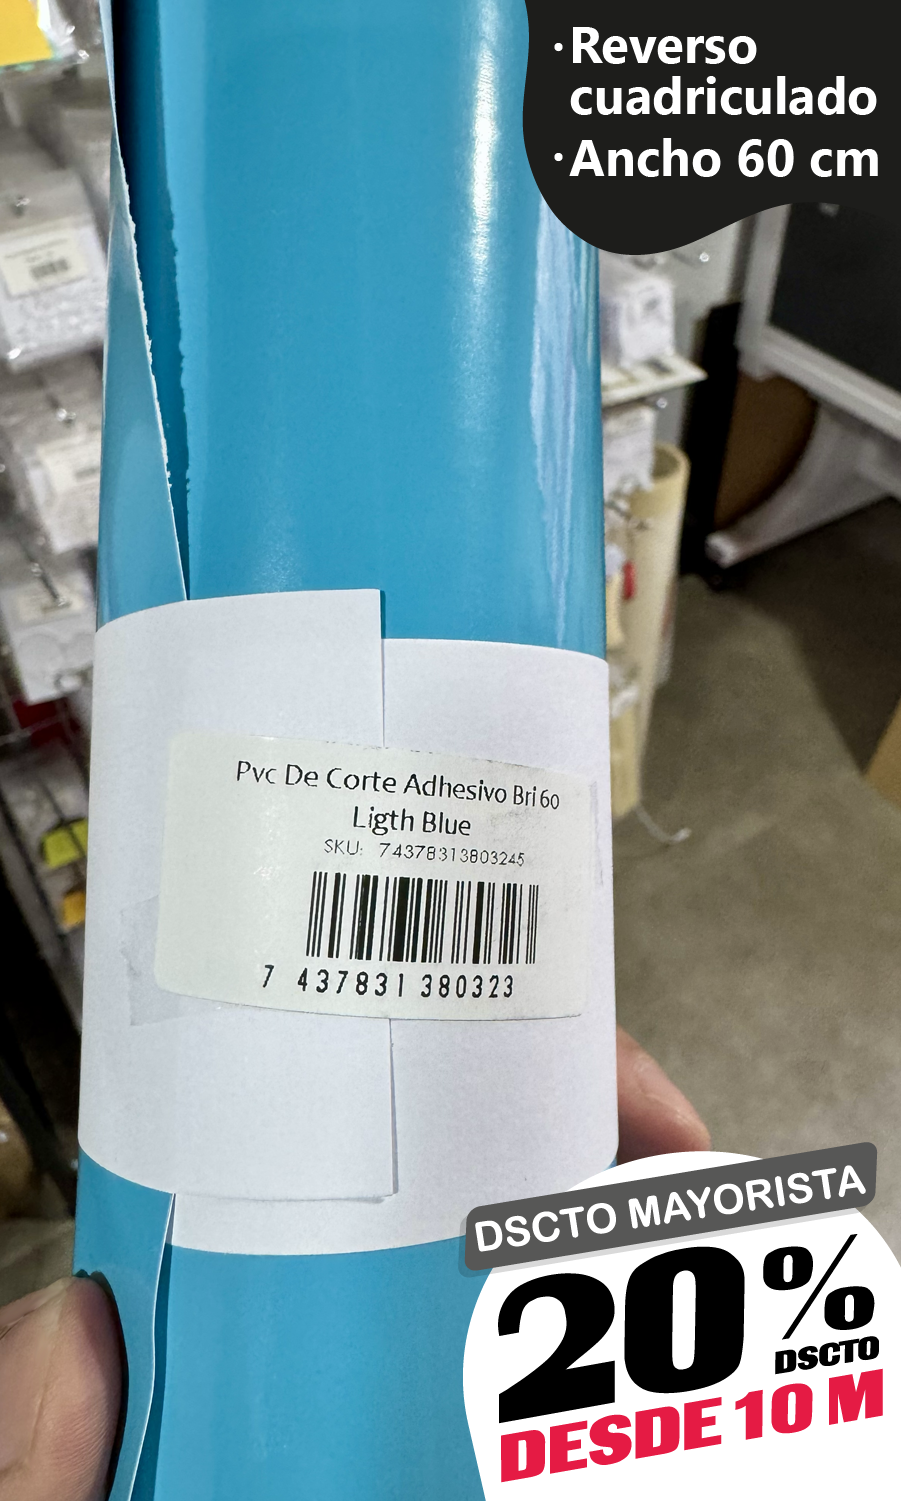 ·Reverso
cuadriculado
·Ancho 60 cm
Pvc De Corte Adhesivo Bri 60
Ligth Blue
SKU: 74378313803245
7 437831 380323
DSCTO MAYORISTA
20%
DSCTO
DESDE 10 M